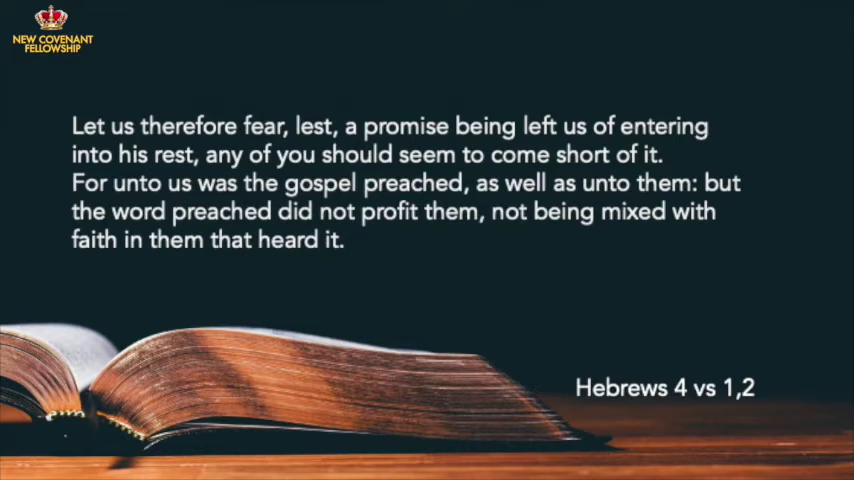 NEW COVENANT
FELLOWSHIP
Let us therefore fear, lest, a promise being left us of entering
into his rest, any of you should seem to come short of it.
For unto us was the gospel preached, as well as unto them: but
the word preached did not profit them, not being mixed with
faith in them that heard it.
Hebrews 4 vs 1,2